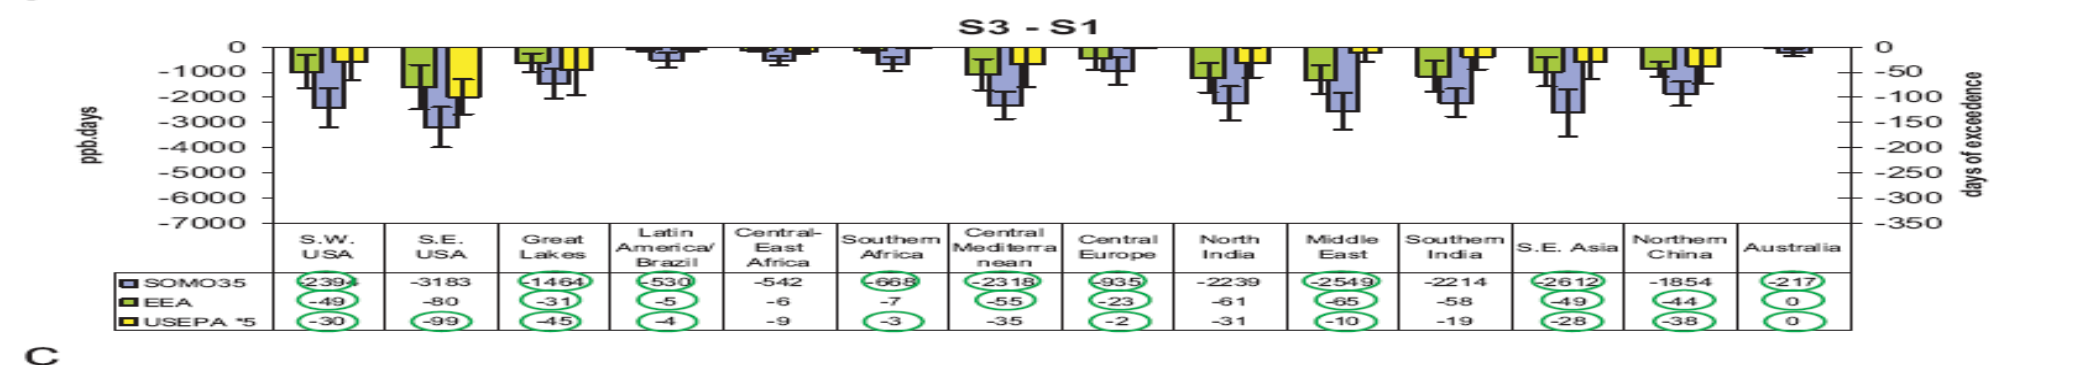 S3 - S1
0
-1000
-2000
-3000
-4000
-5000
-6000
-7000
ppb.days
0
-50
-100
-150
-200
-250
-300
-350
days of exceedence
S.W. USA
S.E. USA
Great Lakes
Latin America/ Brazil
Central- East Africa
Southern Africa
Central Mediterra nean
Central Europe
North India
Middle East
Southern India
S.E. Asia
Northern China
Australia
SOMO35 -2394 -3183 -1464 -530 -542 -668 -2318 -935 -2239 -2549 -2214 -2612 -1854 -217
EEA -49 -80 -31 -5 -6 -7 -55 -23 -61 -65 -58 -49 -44 0
USEPA *5 -30 -99 -45 -4 -9 -3 -35 -2 -31 -10 -19 -28 -38 0
C